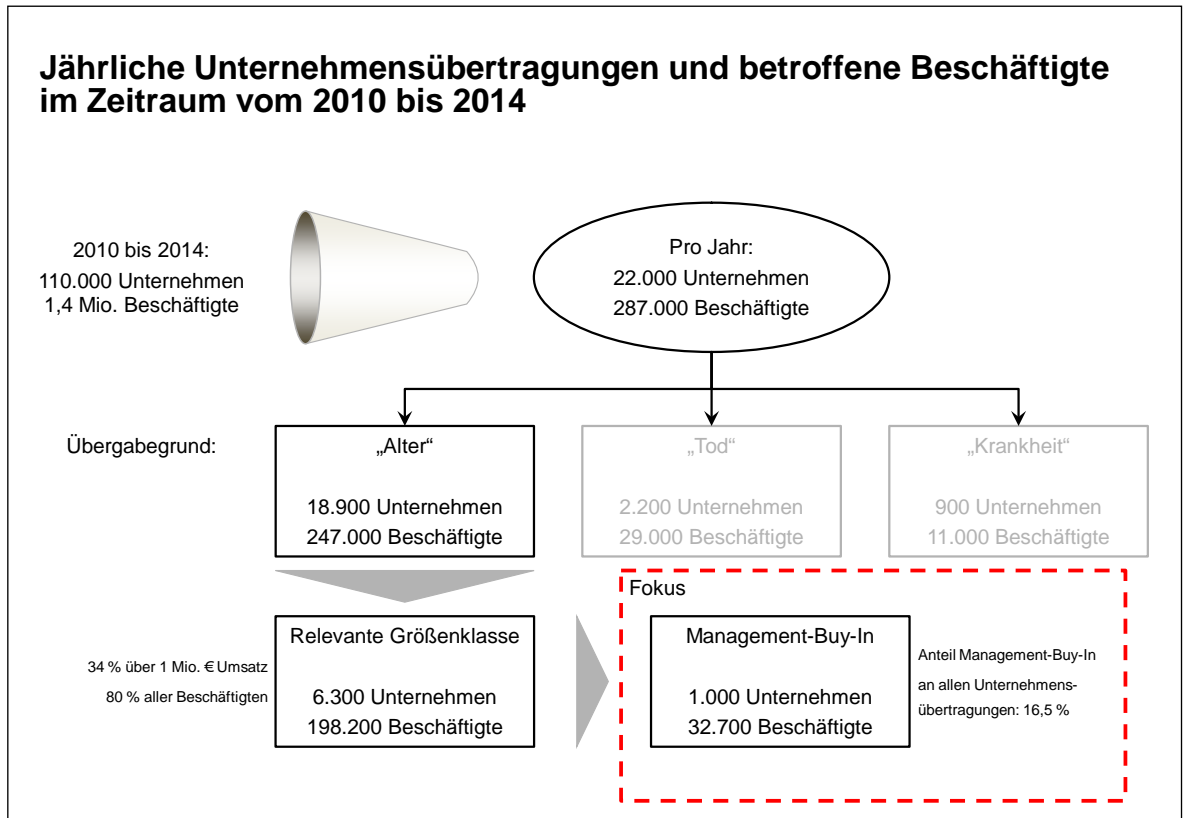 Jährliche Unternehmensübertragungen und betroffene Beschäftigte
im Zeitraum vom 2010 bis 2014
2010 bis 2014:
110.000 Unternehmen
1,4 Mio. Beschäftigte
Pro Jahr:
22.000 Unternehmen
287.000 Beschäftigte
Übergabegrund:
„Alter“
18.900 Unternehmen
247.000 Beschäftigte
„Tod“
2.200 Unternehmen
29.000 Beschäftigte
„Krankheit“
900 Unternehmen
11.000 Beschäftigte
34 % über 1 Mio. € Umsatz
80 % aller Beschäftigten
Relevante Größenklasse
6.300 Unternehmen
198.200 Beschäftigte
Fokus
Management-Buy-In
1.000 Unternehmen
32.700 Beschäftigte
Anteil Management-Buy-In
an allen Unternehmens-
übertragungen: 16,5 %